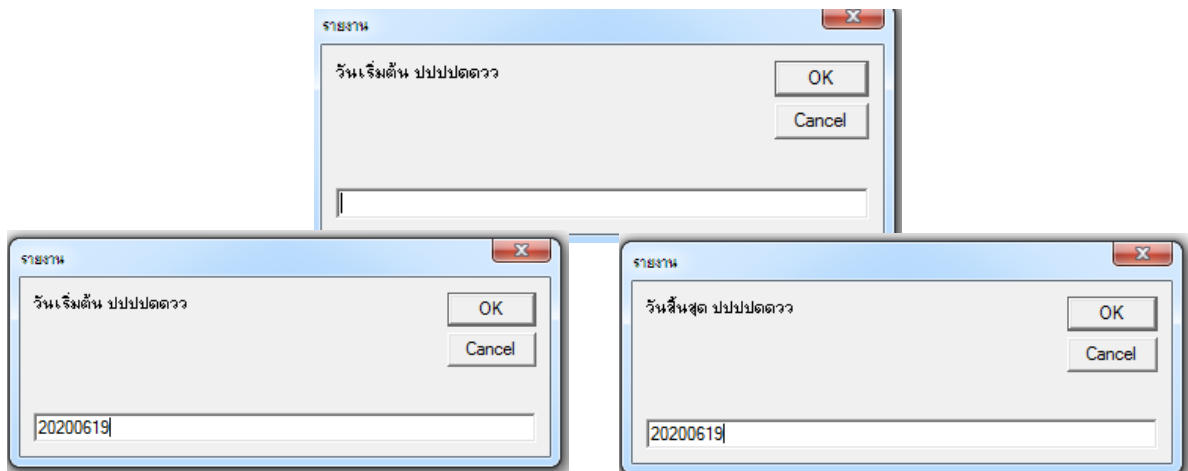 รายงาน
วันเริ่มต้น ปปปปดดวว
OK
Cancel
รายงาน
วันเริ่มต้น ปปปปดดวว
OK
Cancel
20200619
รายงาน
วันสิ้นสุด ปปปปดดวว
OK
Cancel
20200619